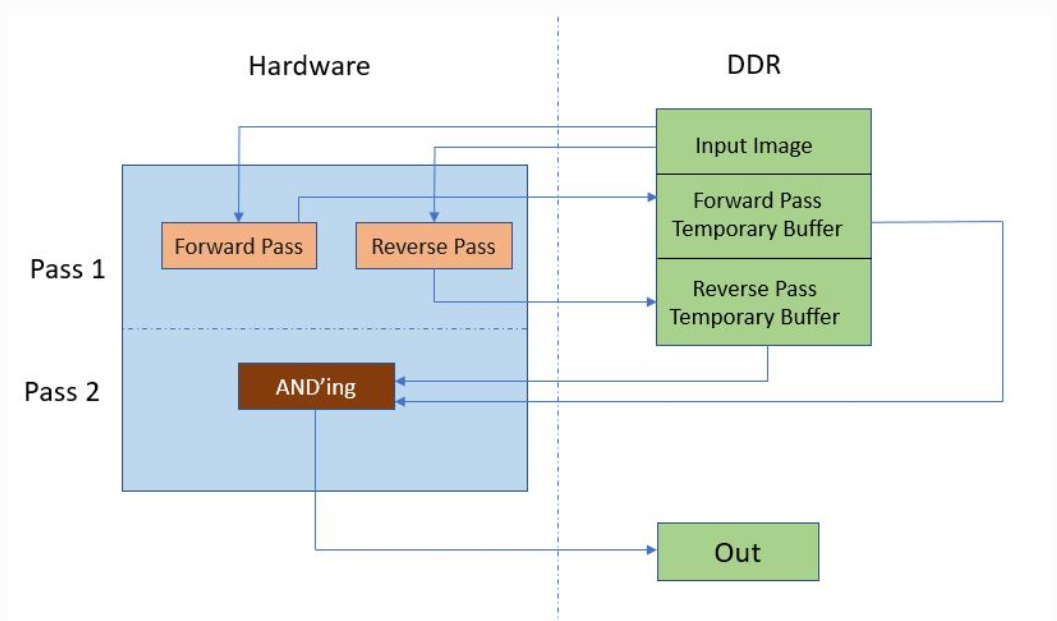 Hardware
DDR
Input Image
Forward Pass
Temporary Buffer
Reverse Pass
Temporary Buffer
Pass 1
Forward Pass
Reverse Pass
Pass 2
AND'ing
Out